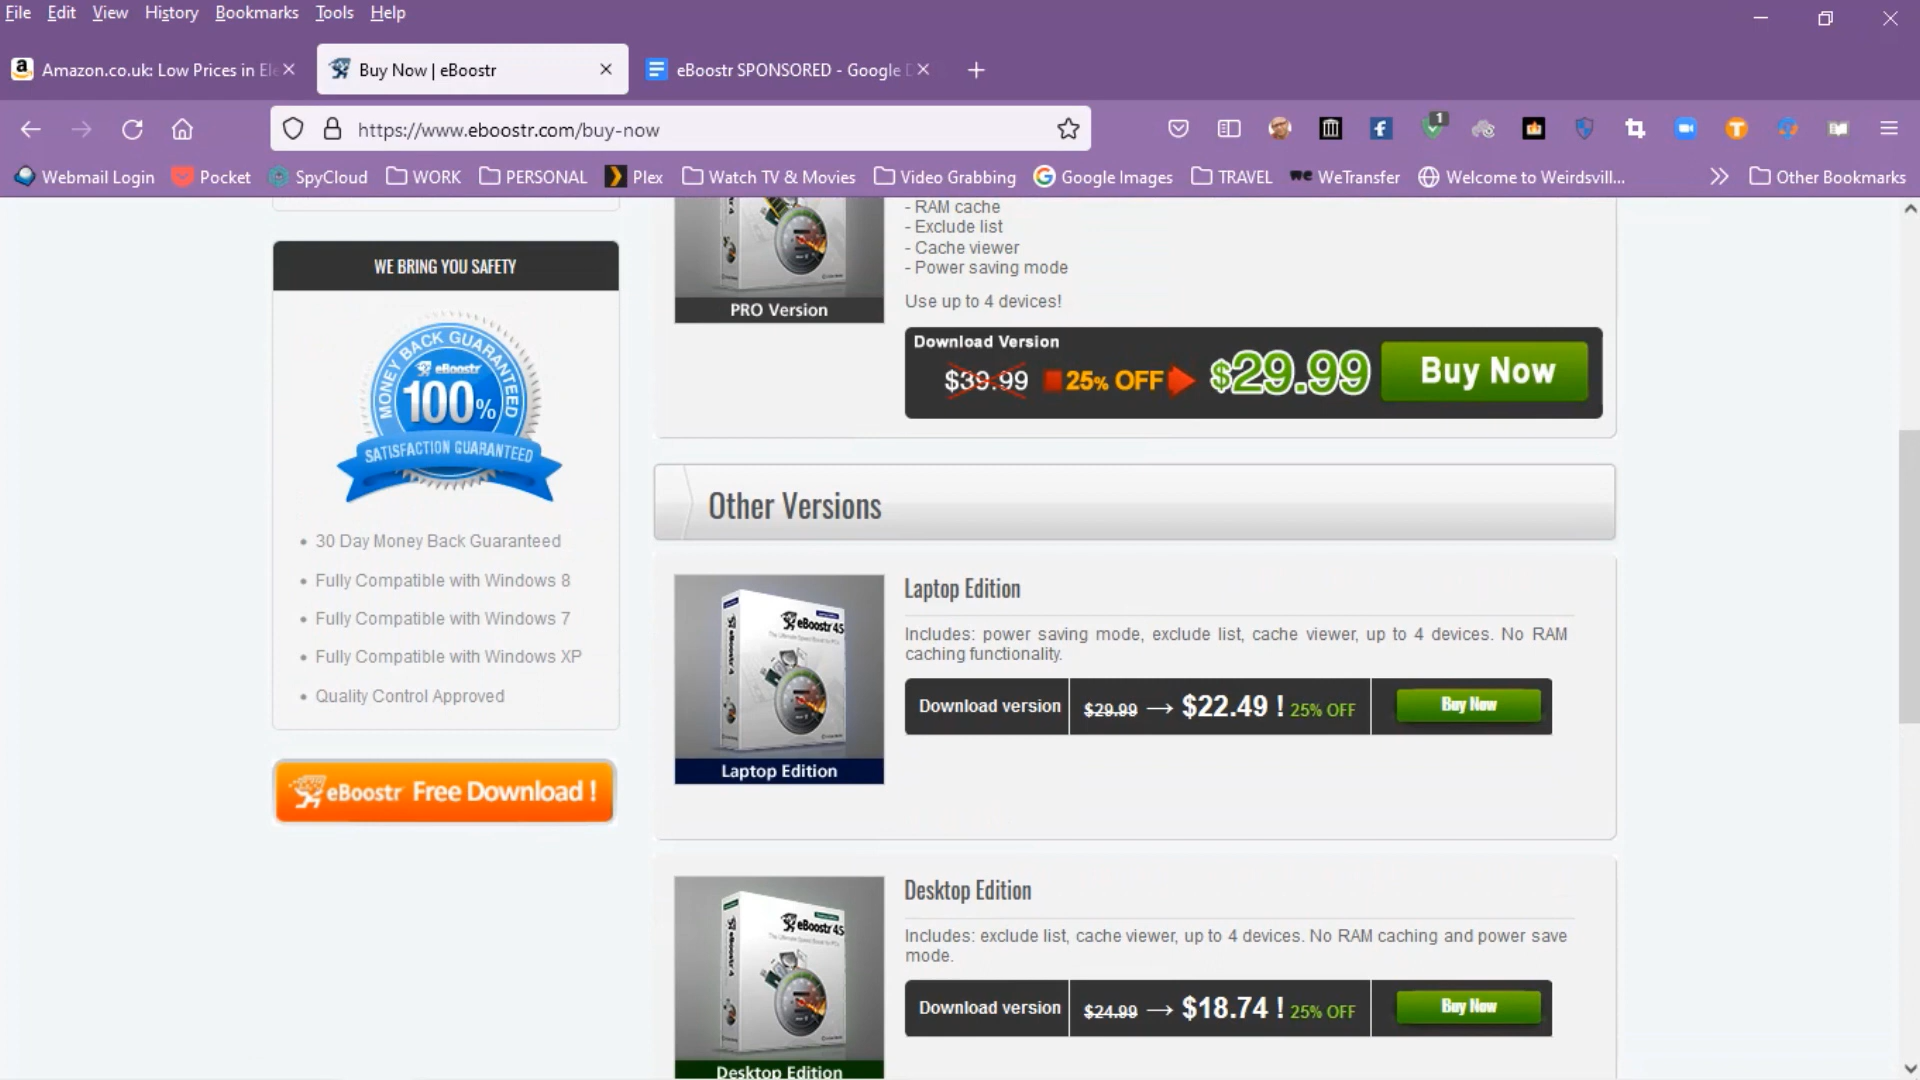 File Edit View History Bookmarks Tools Help
Amazon.co.uk: Low Prices in Ele
Buy Now | eBoostr
eBoostr SPONSORED - Google D
https://www.eboostr.com/buy-now
1
Webmail Login Pocket SpyCloud WORK PERSONAL Plex Watch TV & Movies Video Grabbing Google Images TRAVEL WeTransfer Welcome to Weirdsvill... Other Bookmarks
WE BRING YOU SAFETY
MONEY BACK GUARANTEED
eBoostr
100%
SATISFACTION GUARANTEED
• 30 Day Money Back Guaranteed
• Fully Compatible with Windows 8
• Fully Compatible with Windows 7
• Fully Compatible with Windows XP
• Quality Control Approved
eBoostr Free Download !
PRO Version
- RAM cache
- Exclude list
- Cache viewer
- Power saving mode
Use up to 4 devices!
Download Version
$39.99 25% OFF $29.99 Buy Now
Other Versions
eBoostr 4.5
Laptop Edition
Laptop Edition
Includes: power saving mode, exclude list, cache viewer, up to 4 devices. No RAM
caching functionality.
Download version $29.99 → $22.49 ! 25% OFF Buy Now
eBoostr 4.5
Desktop Edition
Desktop Edition
Includes: exclude list, cache viewer, up to 4 devices. No RAM caching and power save
mode.
Download version $24.99 → $18.74 ! 25% OFF Buy Now